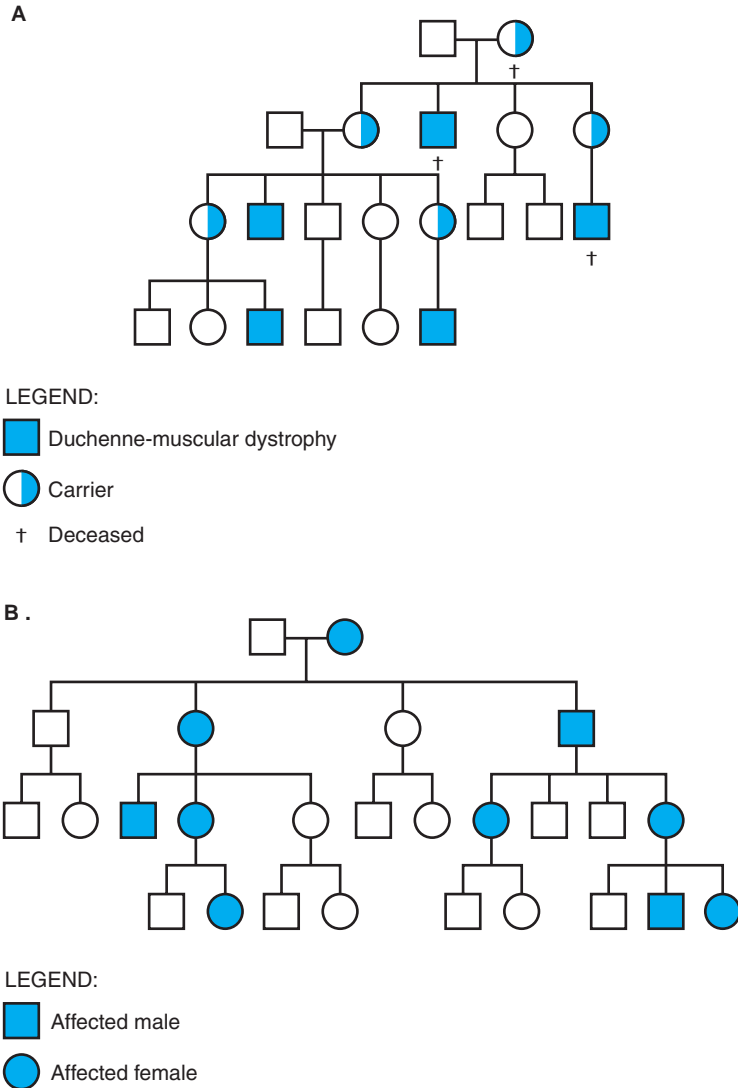 A
†
†
†
LEGEND:
Duchenne-muscular dystrophy
Carrier
† Deceased
B .
LEGEND:
Affected male
Affected female